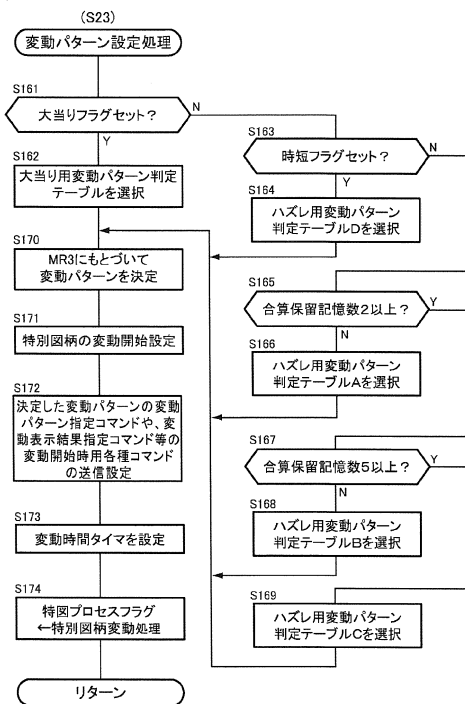 (S23)
変動パターン設定処理
S161
大当りフラグセット?
N
Y
S162
大当り用変動パターン判定
テーブルを選択
S170
MR3にもとづいて
変動パターンを決定
S171
特別図柄の変動開始設定
S172
決定した変動パターンの変動
パターン指定コマンドや、変
動表示結果指定コマンド等の
変動開始時用各種コマンド
の送信設定
S173
変動時間タイマを設定
S174
特図プロセスフラグ
←特別図柄変動処理
リターン
S163
時短フラグセット?
N
Y
S164
ハズレ用変動パターン
判定テーブルDを選択
S165
合算保留記憶数2以上?
Y
N
S166
ハズレ用変動パターン
判定テーブルAを選択
S167
合算保留記憶数5以上?
Y
N
S168
ハズレ用変動パターン
判定テーブルBを選択
S169
ハズレ用変動パターン
判定テーブルCを選択